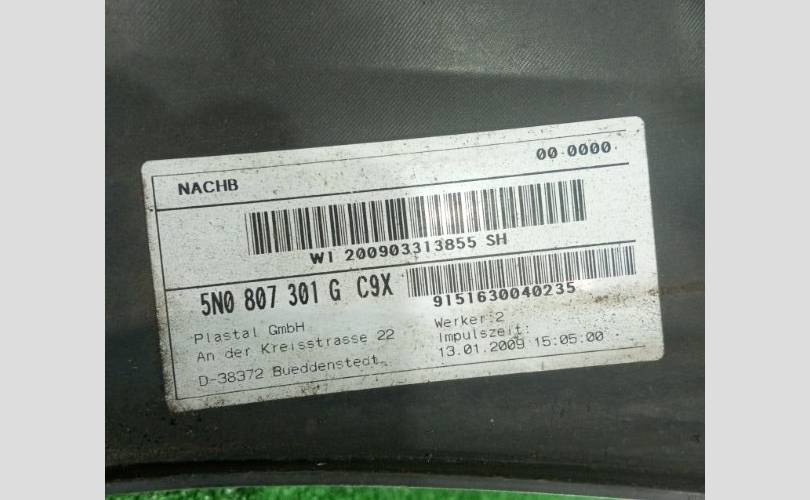 NACHB 00 0000
WI 200903313855 SH
5N0 807 301 G C9X
9151630040235
Plastal GmbH
An der Kreisstrasse 22
D-38372 Bueddenstedt
Werker:2
Impulszeit:
13.01.2009 15:05:00